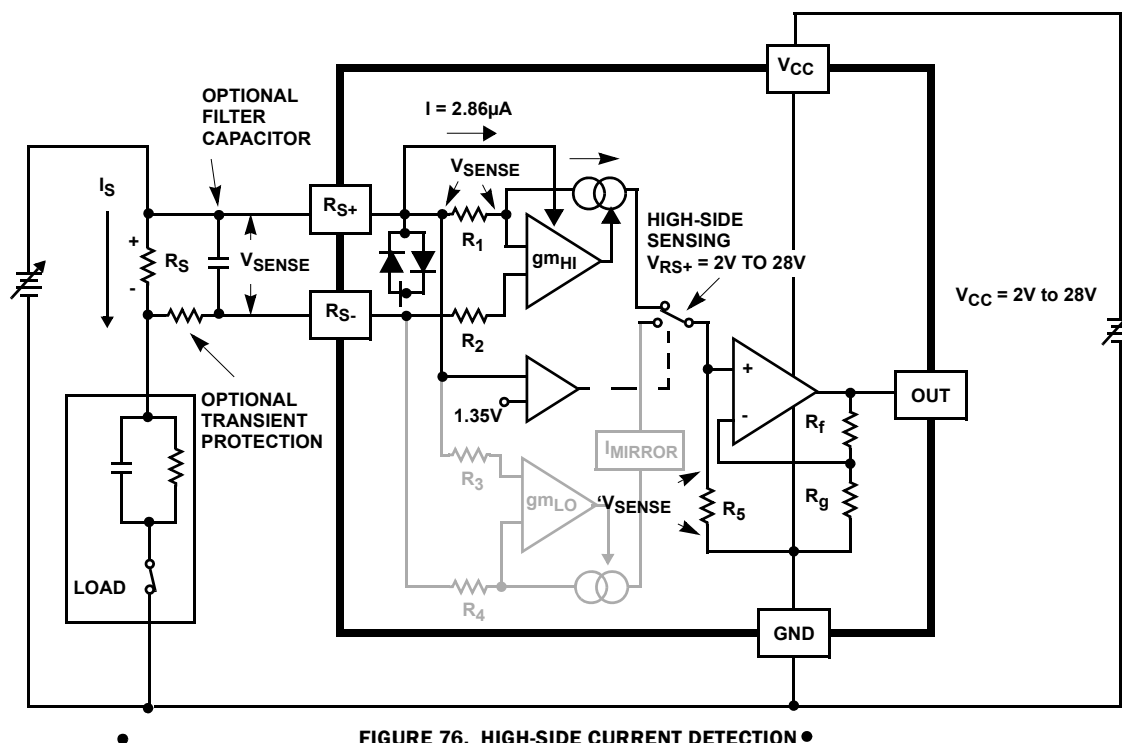 VCC
OPTIONAL
FILTER
CAPACITOR
I = 2.86µA
IS
VSENSE
RS+
R1
gmHI
HIGH-SIDE
SENSING
VRS+ = 2V TO 28V
+
RS
-
VSENSE
VCC = 2V to 28V
RS-
R2
OPTIONAL
TRANSIENT
PROTECTION
1.35V
+
-
OUT
Rf
IMIRROR
R3
gmLO
'VSENSE
R5
Rg
LOAD
R4
GND
FIGURE 76. HIGH-SIDE CURRENT DETECTION